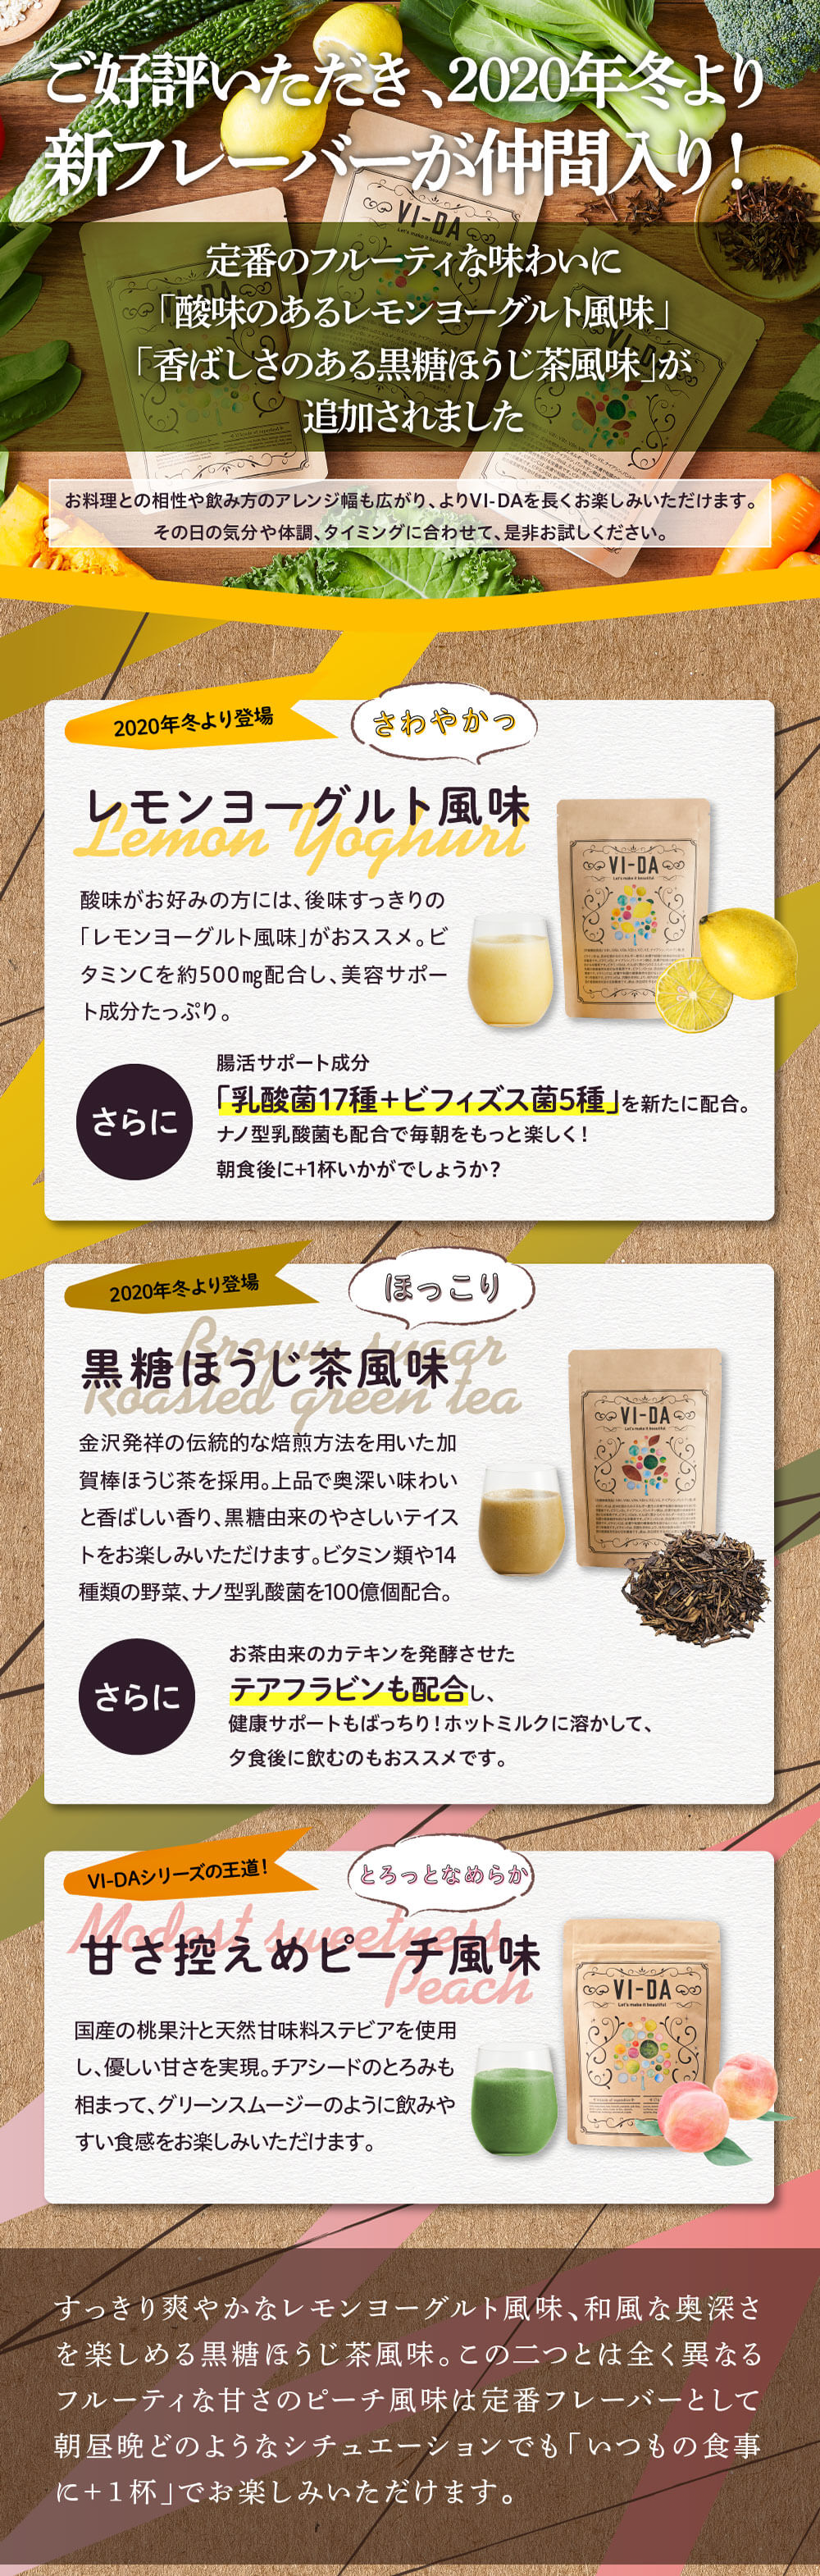 ご好評いただき、2020年冬より
新フレーバーが仲間入り！
定番のフルーティな味わいに
「酸味のあるレモンヨーグルト風味」
「香ばしさのある黒糖ほうじ茶風味」が
追加されました
お料理との相性や飲み方のアレンジ幅も広がり、よりVI-DAを長くお楽しみいただけます。
その日の気分や体調、タイミングに合わせて、是非お試しください。
2020年冬より登場
さわやかっ
レモンヨーグルト風味
Lemon Yoghurt
酸味がお好みの方には、後味すっきりの
「レモンヨーグルト風味」がおススメ。ビ
タミンCを約500㎎配合し、美容サポー
ト成分たっぷり。
VI-DA
Let's make it beautiful
さらに
腸活サポート成分
「乳酸菌17種＋ビフィズス菌5種」を新たに配合。
ナノ型乳酸菌も配合で毎朝をもっと楽しく！
朝食後に+1杯いかがでしょうか？
2020年冬より登場
ほっこり
Brown sugar
黒糖ほうじ茶風味
Roasted green tea
金沢発祥の伝統的な焙煎方法を用いた加
賀棒ほうじ茶を採用。上品で奥深い味わい
と香ばしい香り、黒糖由来のやさしいテイス
トをお楽しみいただけます。ビタミン類や14
種類の野菜、ナノ型乳酸菌を100億個配合。
VI-DA
Let's make it beautiful
さらに
お茶由来のカテキンを発酵させた
テアフラビンも配合し、
健康サポートもばっちり！ホットミルクに溶かして、
夕食後に飲むのもおススメです。
VI-DAシリーズの王道！
とろっとなめらか
Modest sweetness
甘さ控えめピーチ風味
Peach
国産の桃果汁と天然甘味料ステビアを使用
し、優しい甘さを実現。チアシードのとろみも
相まって、グリーンスムージーのように飲みや
すい食感をお楽しみいただけます。
VI-DA
Let's make it beautiful
すっきり爽やかなレモンヨーグルト風味、和風な奥深さ
を楽しめる黒糖ほうじ茶風味。この二つとは全く異なる
フルーティな甘さのピーチ風味は定番フレーバーとして
朝昼晩どのようなシチュエーションでも「いつもの食事
に+１杯」でお楽しみいただけます。